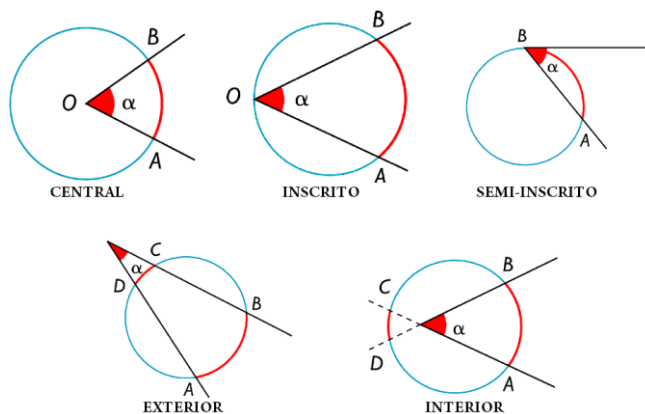 B
O α
A
CENTRAL
B
O α
A
INSCRITO
B
α
A
SEMI-INSCRITO
C
α
D
B
A
EXTERIOR
B
C
α
D
A
INTERIOR